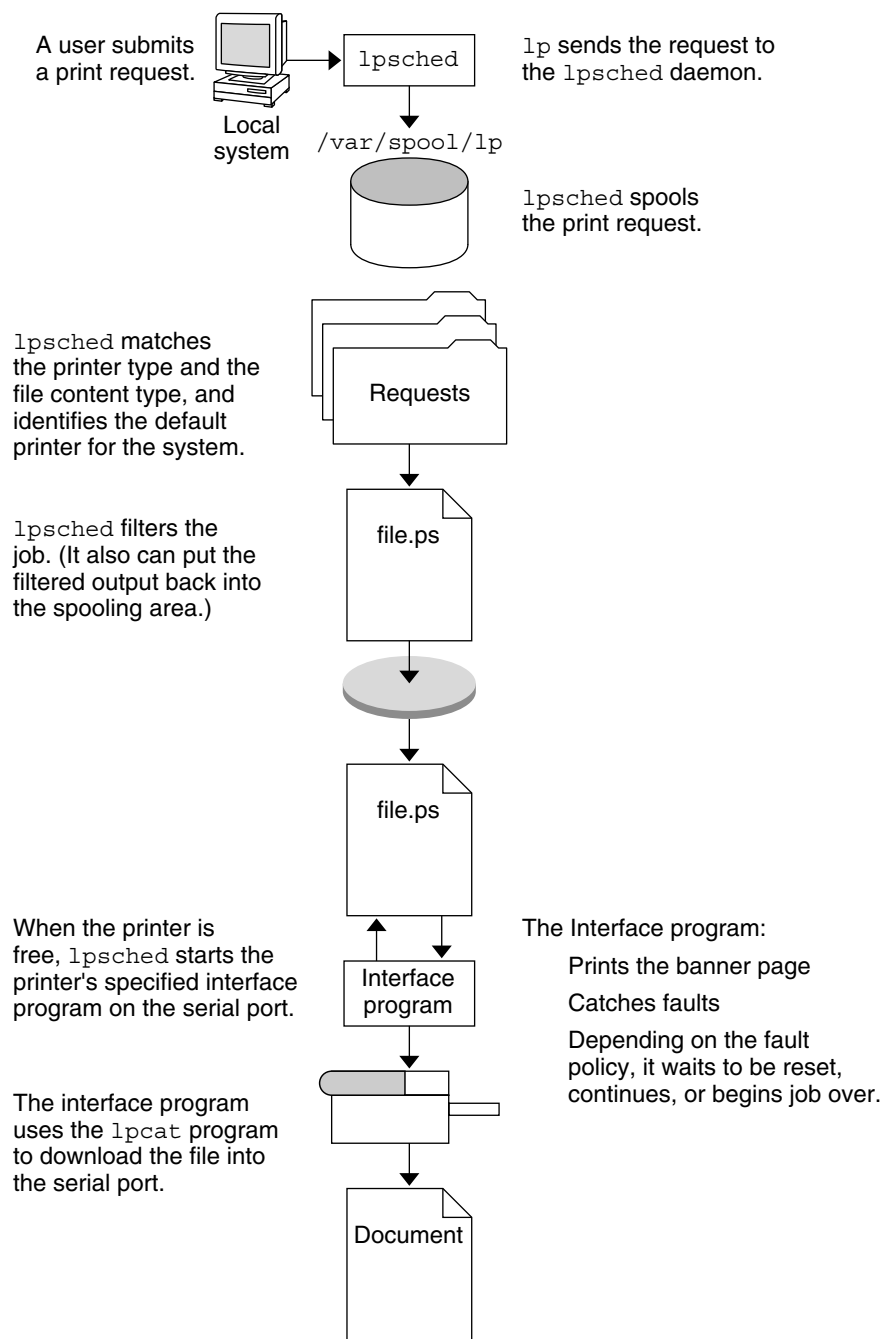 A user submits
a print request.
Local
system
lpsched
lp sends the request to
the lpsched daemon.
/var/spool/lp
lpsched spools
the print request.
lpsched matches
the printer type and the
file content type, and
identifies the default
printer for the system.
Requests
lpsched filters the
job. (It also can put the
filtered output back into
the spooling area.)
file.ps
file.ps
When the printer is
free, lpsched starts the
printer's specified interface
program on the serial port.
Interface
program
The Interface program:
Prints the banner page
Catches faults
Depending on the fault
policy, it waits to be reset,
continues, or begins job over.
The interface program
uses the lpcat program
to download the file into
the serial port.
Document